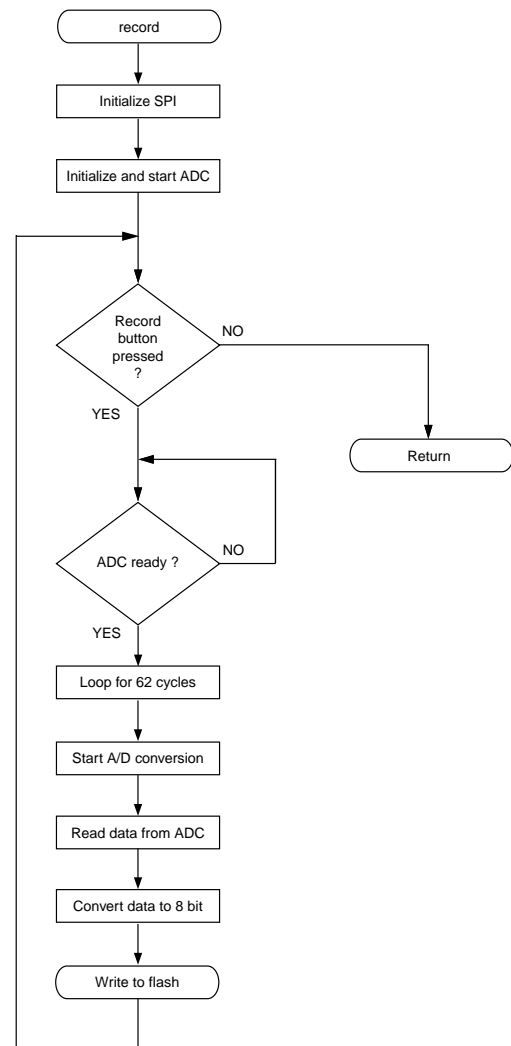 record
Initialize SPI
Initialize and start ADC
Record
button
pressed
?
NO
YES
Return
ADC ready ?
NO
YES
Loop for 62 cycles
Start A/D conversion
Read data from ADC
Convert data to 8 bit
Write to flash